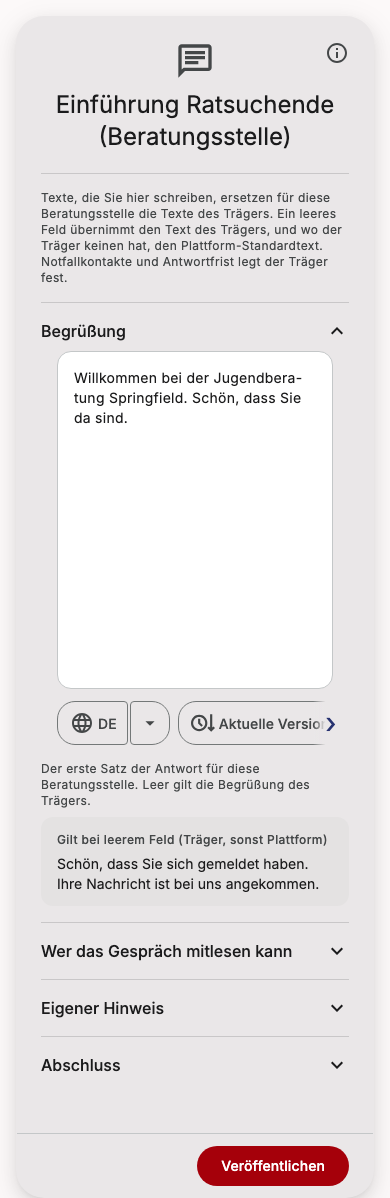 Einführung Ratsuchende
(Beratungsstelle)
Texte, die Sie hier schreiben, ersetzen für diese
Beratungsstelle die Texte des Trägers. Ein leeres
Feld übernimmt den Text des Trägers, und wo der
Träger keinen hat, den Plattform-Standardtext.
Notfallkontakte und Antwortfrist legt der Träger
fest.
Begrüßung
Willkommen bei der Jugendbera-
tung Springfield. Schön, dass Sie
da sind.
DE
Aktuelle Version
Der erste Satz der Antwort für diese
Beratungsstelle. Leer gilt die Begrüßung des
Trägers.
Gilt bei leerem Feld (Träger, sonst Plattform)
Schön, dass Sie sich gemeldet haben.
Ihre Nachricht ist bei uns angekommen.
Wer das Gespräch mitlesen kann
Eigener Hinweis
Abschluss
Veröffentlichen